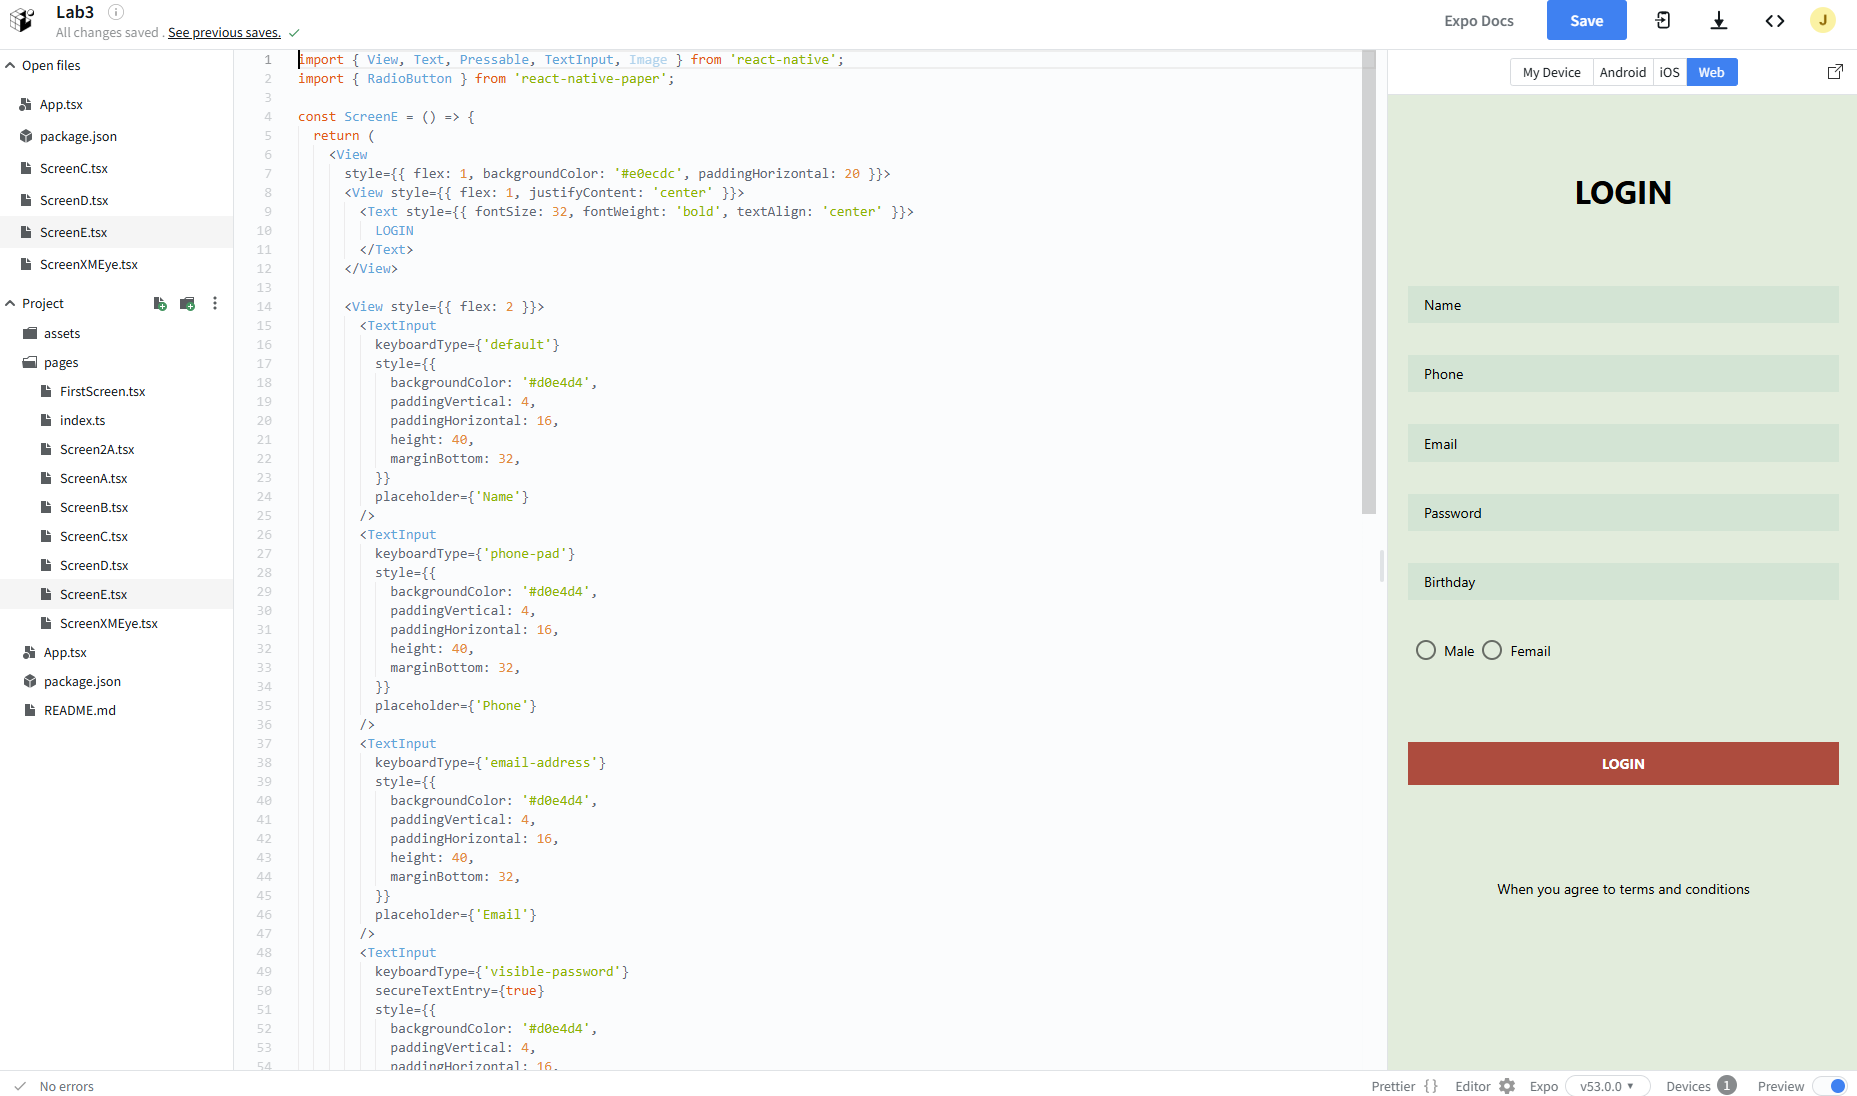 Lab3
All changes saved . See previous saves.
Expo Docs
Save
J
Open files
App.tsx
package.json
ScreenC.tsx
ScreenD.tsx
ScreenE.tsx
ScreenXMEye.tsx
Project
assets
pages
FirstScreen.tsx
index.ts
Screen2A.tsx
ScreenA.tsx
ScreenB.tsx
ScreenC.tsx
ScreenD.tsx
ScreenE.tsx
ScreenXMEye.tsx
App.tsx
package.json
README.md
1 import { View, Text, Pressable, TextInput, Image } from 'react-native';
2 import { RadioButton } from 'react-native-paper';
3
4 const ScreenE = () => {
5 return (
6 <View
7 style={{ flex: 1, backgroundColor: '#e0ecdc', paddingHorizontal: 20 }}>
8 <View style={{ flex: 1, justifyContent: 'center' }}>
9 <Text style={{ fontSize: 32, fontWeight: 'bold', textAlign: 'center' }}>
10 LOGIN
11 </Text>
12 </View>
13
14 <View style={{ flex: 2 }}>
15 <TextInput
16 keyboardType={'default'}
17 style={{
18 backgroundColor: '#d0e4d4',
19 paddingVertical: 4,
20 paddingHorizontal: 16,
21 height: 40,
22 marginBottom: 32,
23 }}
24 placeholder={'Name'}
25 />
26 <TextInput
27 keyboardType={'phone-pad'}
28 style={{
29 backgroundColor: '#d0e4d4',
30 paddingVertical: 4,
31 paddingHorizontal: 16,
32 height: 40,
33 marginBottom: 32,
34 }}
35 placeholder={'Phone'}
36 />
37 <TextInput
38 keyboardType={'email-address'}
39 style={{
40 backgroundColor: '#d0e4d4',
41 paddingVertical: 4,
42 paddingHorizontal: 16,
43 height: 40,
44 marginBottom: 32,
45 }}
46 placeholder={'Email'}
47 />
48 <TextInput
49 keyboardType={'visible-password'}
50 secureTextEntry={true}
51 style={{
52 backgroundColor: '#d0e4d4',
53 paddingVertical: 4,
54 paddingHorizontal: 16,
My Device
Android
iOS
Web
LOGIN
Name
Phone
Email
Password
Birthday
Male Femail
LOGIN
When you agree to terms and conditions
No errors
Prettier { }
Editor
Expo
v53.0.0
Devices 1
Preview